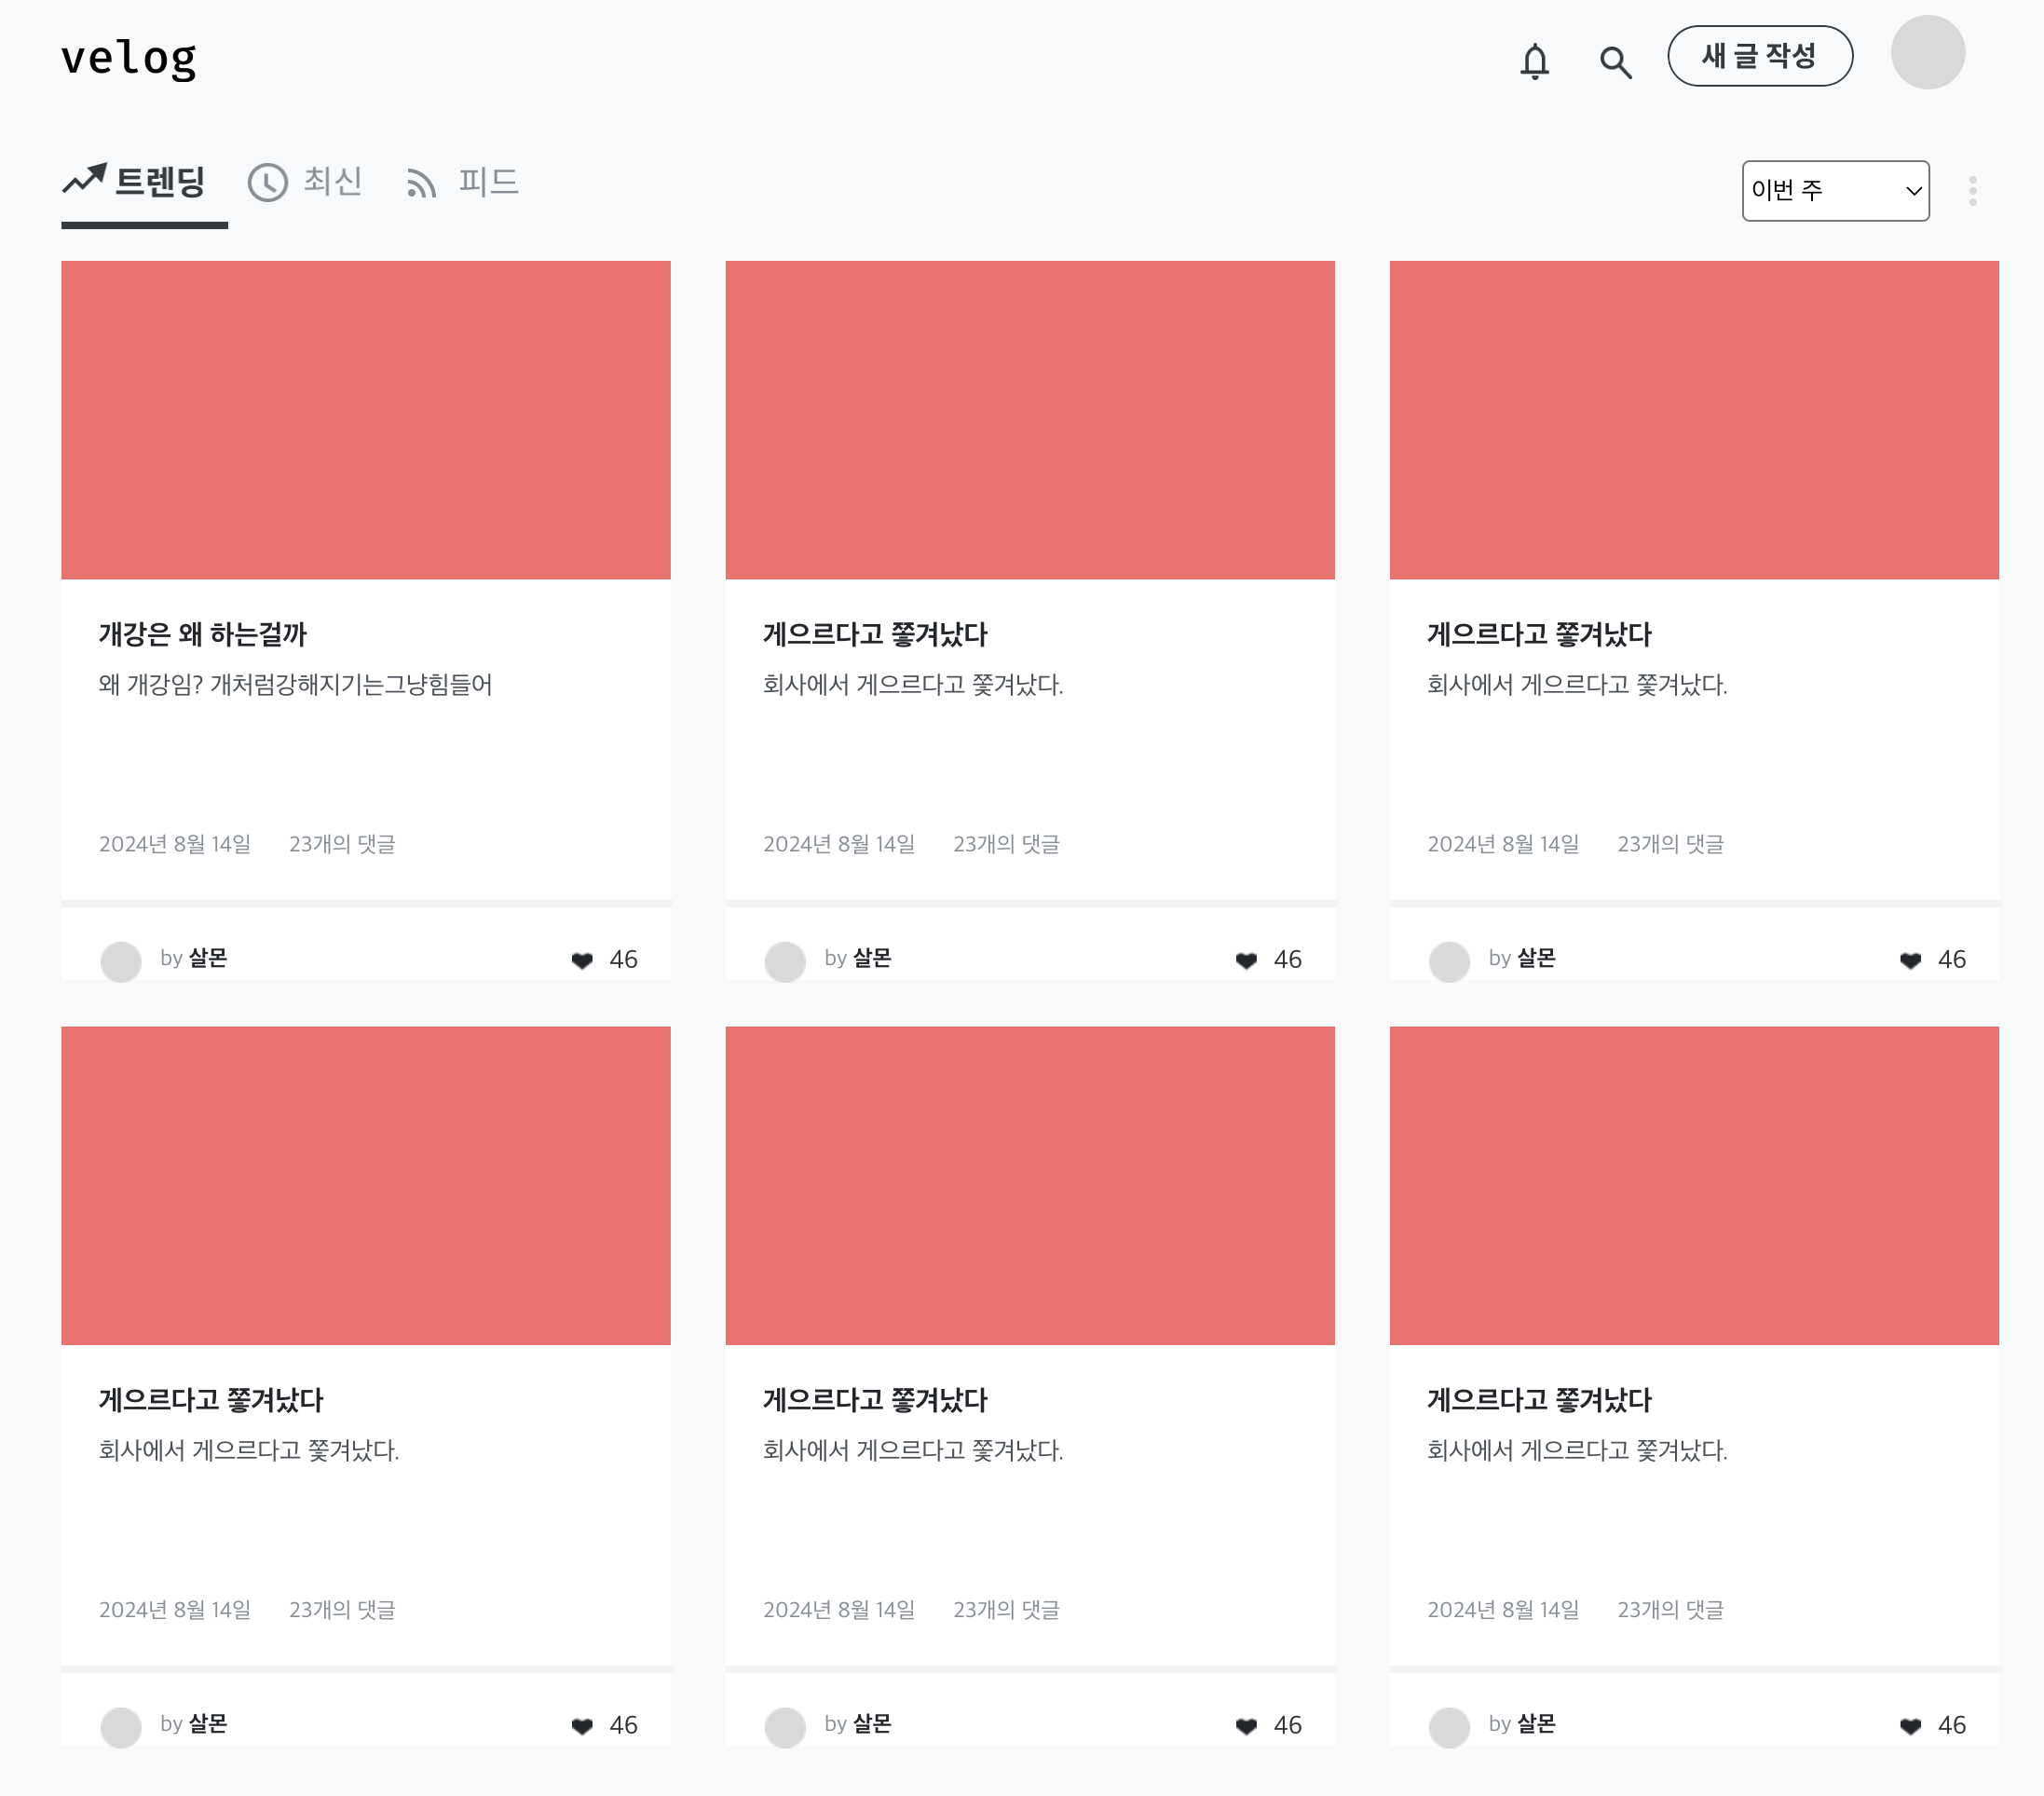 velog
새 글 작성
트렌딩 최신 피드
이번 주
개강은 왜 하는걸까
왜 개강임? 개처럼강해지기는그냥힘들어
2024년 8월 14일 23개의 댓글
by 살몬 46
게으르다고 쫓겨났다
회사에서 게으르다고 쫓겨났다.
2024년 8월 14일 23개의 댓글
by 살몬 46
게으르다고 쫓겨났다
회사에서 게으르다고 쫓겨났다.
2024년 8월 14일 23개의 댓글
by 살몬 46
게으르다고 쫓겨났다
회사에서 게으르다고 쫓겨났다.
2024년 8월 14일 23개의 댓글
by 살몬 46
게으르다고 쫓겨났다
회사에서 게으르다고 쫓겨났다.
2024년 8월 14일 23개의 댓글
by 살몬 46
게으르다고 쫓겨났다
회사에서 게으르다고 쫓겨났다.
2024년 8월 14일 23개의 댓글
by 살몬 46